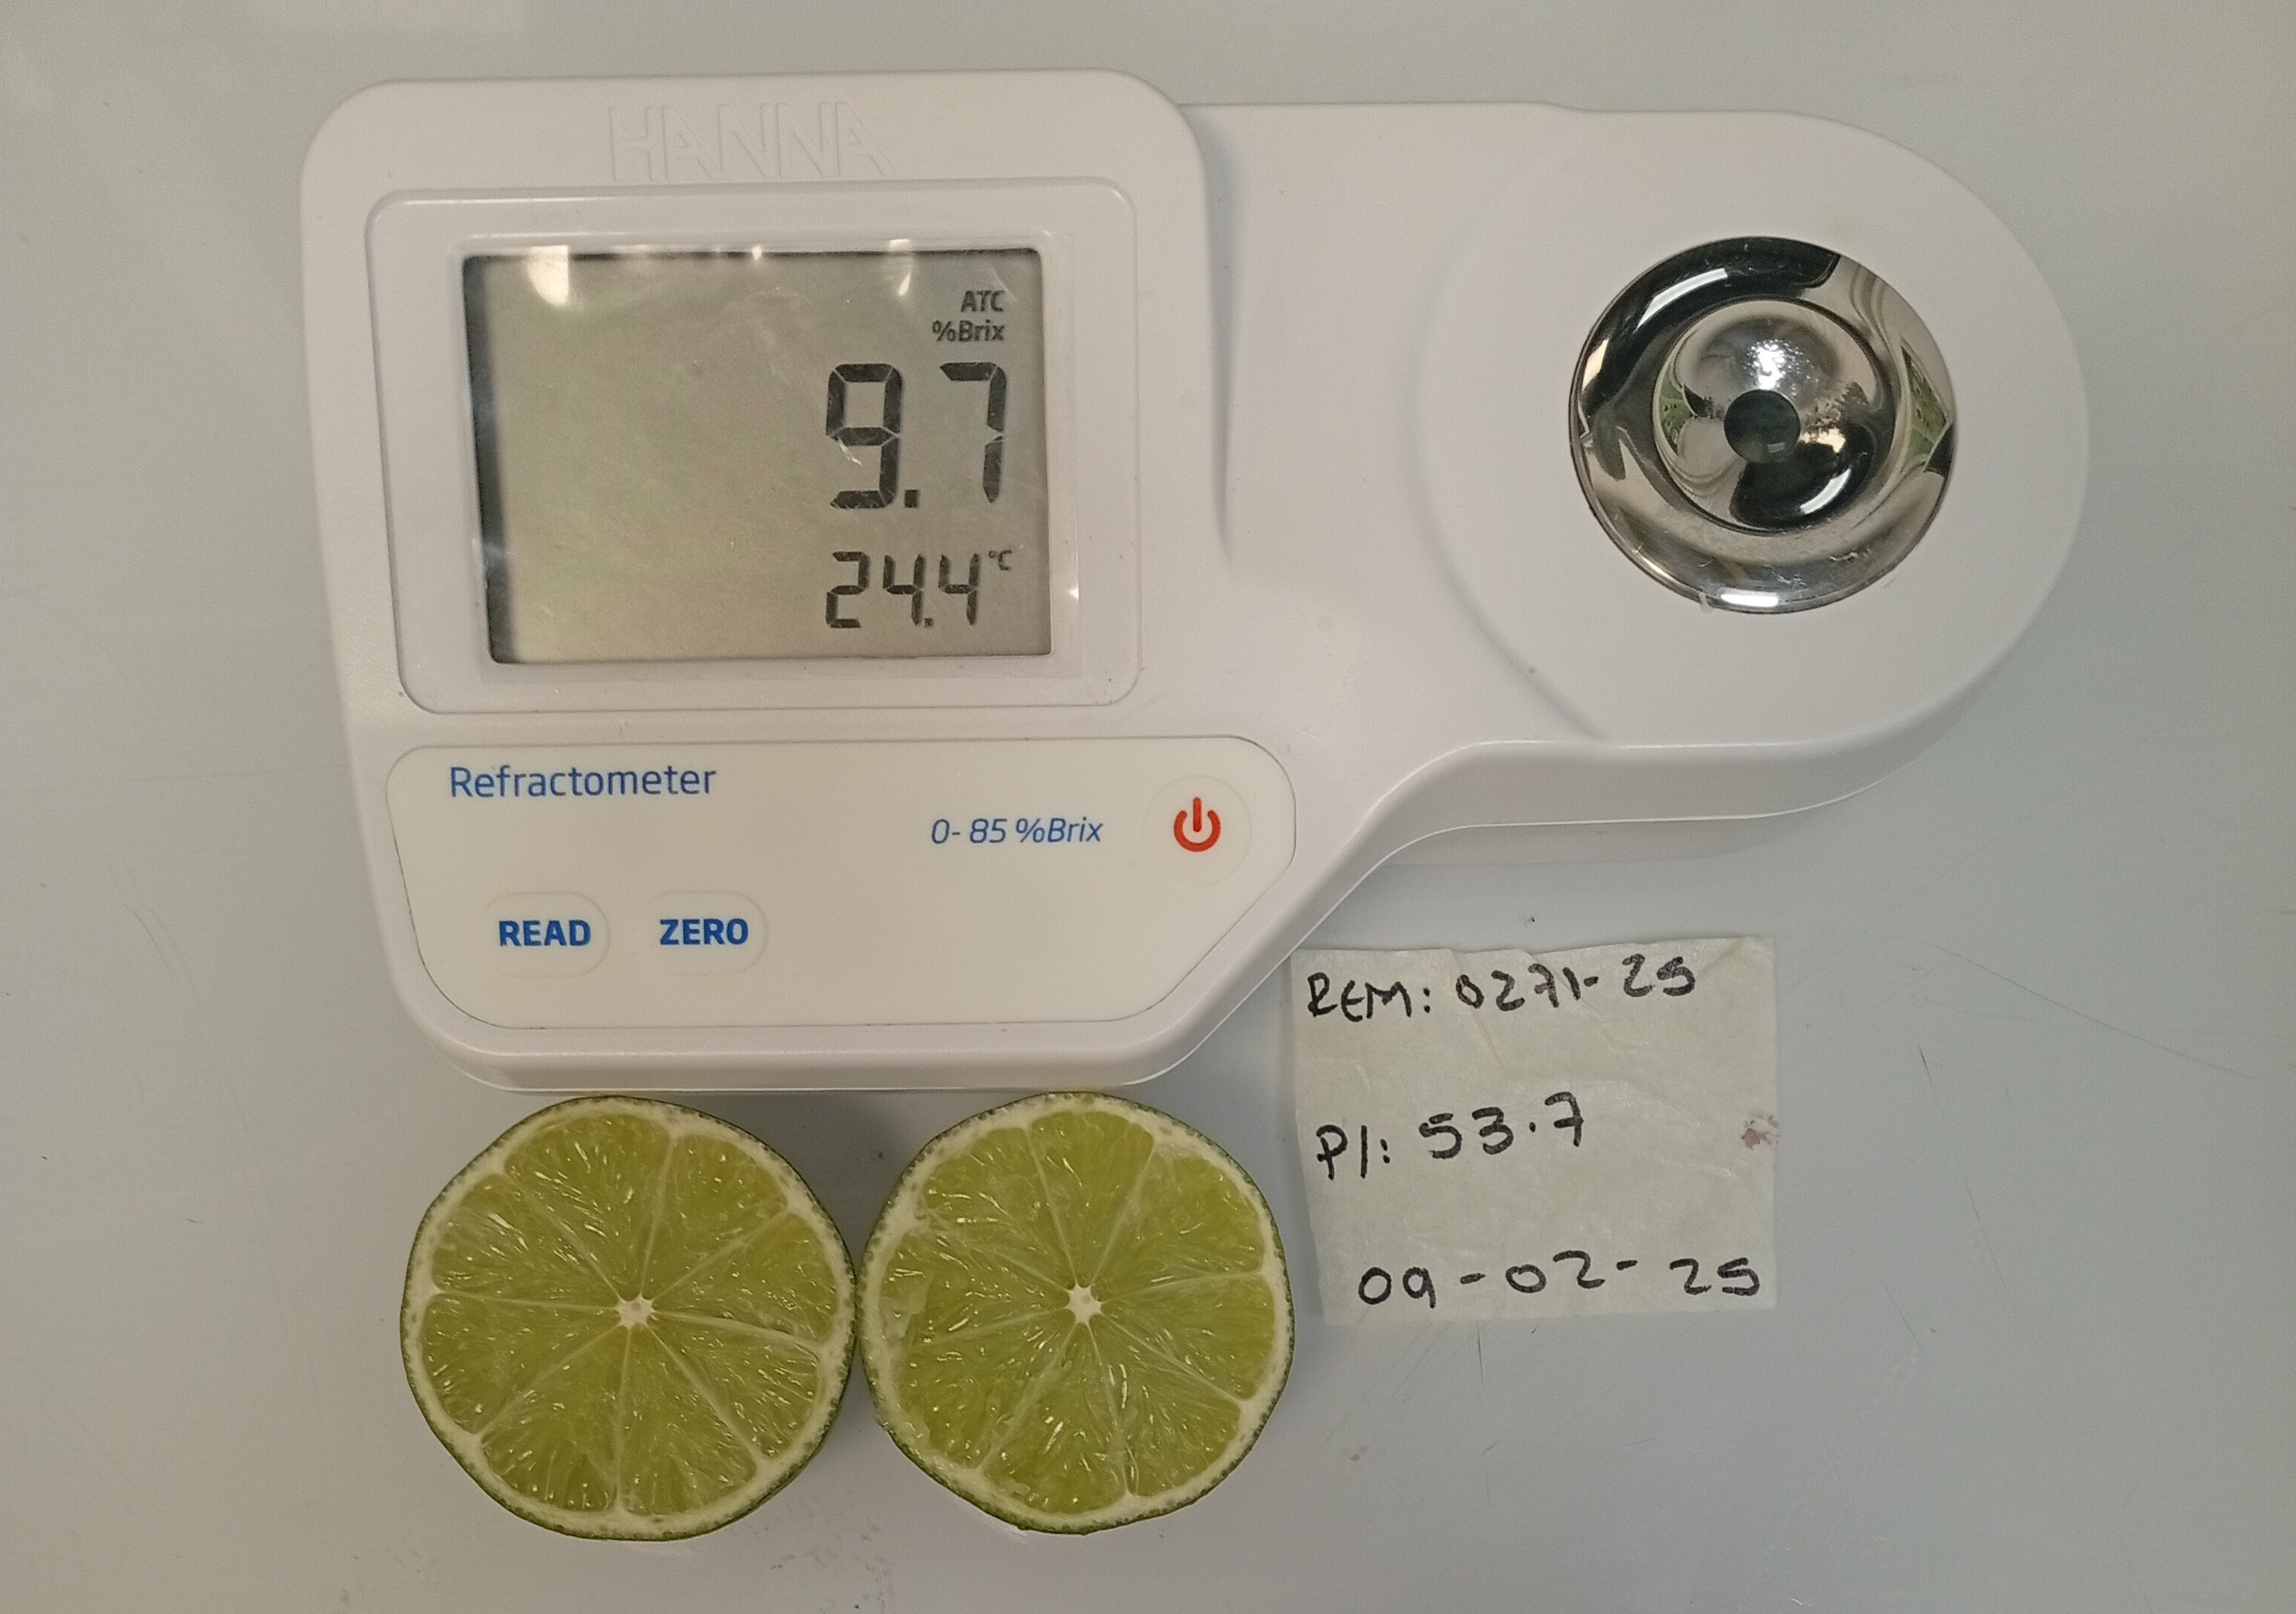 HANNA
ATC
%Brix
9.7
24.4 °C
Refractometer
0- 85 %Brix
READ ZERO
REM: 0271-25
P/: 53.7
09-02-25